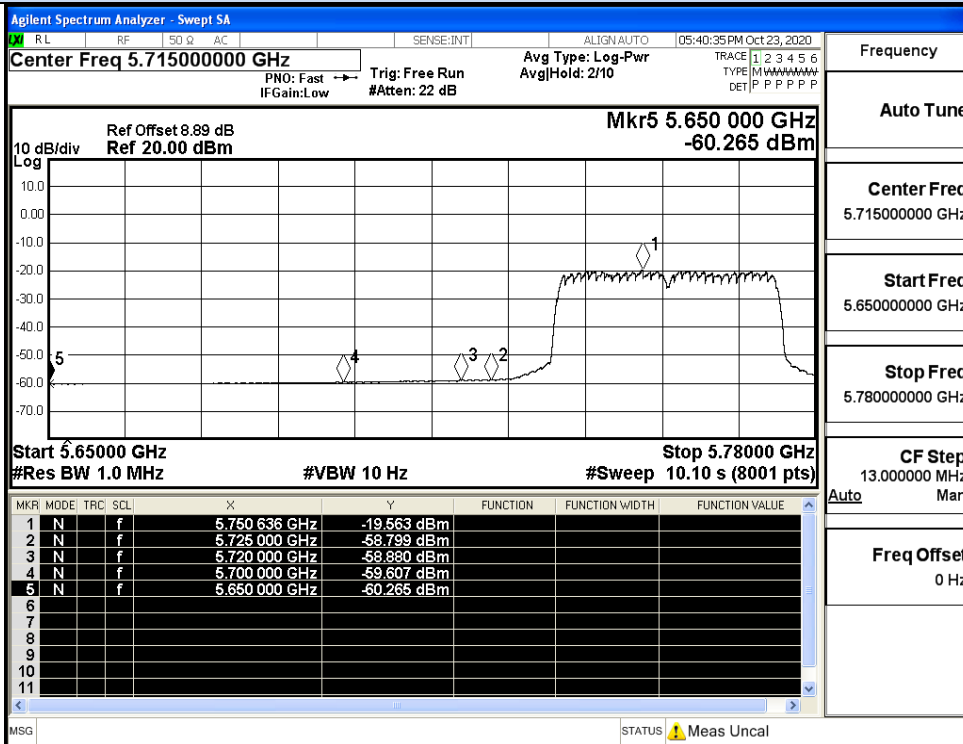 Agilent Spectrum Analyzer - Swept SA
LXI RL RF 50 Ω AC SENSE:INT ALIGN AUTO 05:40:35 PM Oct 23, 2020
Center Freq 5.715000000 GHz
PNO: Fast
IFGain:Low
Trig: Free Run
#Atten: 22 dB
Avg Type: Log-Pwr
Avg|Hold: 2/10
TRACE 1 2 3 4 5 6
TYPE M WWWWW
DET P P P P P P
Ref Offset 8.89 dB
10 dB/div Ref 20.00 dBm
Log
Mkr5 5.650 000 GHz
-60.265 dBm
10.0
0.00
-10.0
-20.0
-30.0
-40.0
-50.0
-60.0
-70.0
1
5 4 3 2
Start 5.65000 GHz Stop 5.78000 GHz
#Res BW 1.0 MHz #VBW 10 Hz #Sweep 10.10 s (8001 pts)
MKR MODE TRC SCL X Y FUNCTION FUNCTION WIDTH FUNCTION VALUE
1 N f 5.750 636 GHz -19.563 dBm
2 N f 5.725 000 GHz -58.799 dBm
3 N f 5.720 000 GHz -58.880 dBm
4 N f 5.700 000 GHz -59.607 dBm
5 N f 5.650 000 GHz -60.265 dBm
6
7
8
9
10
11
MSG STATUS Meas Uncal
Frequency
Auto Tune
Center Freq
5.715000000 GHz
Start Freq
5.650000000 GHz
Stop Freq
5.780000000 GHz
CF Step
13.000000 MHz
Auto Man
Freq Offset
0 Hz